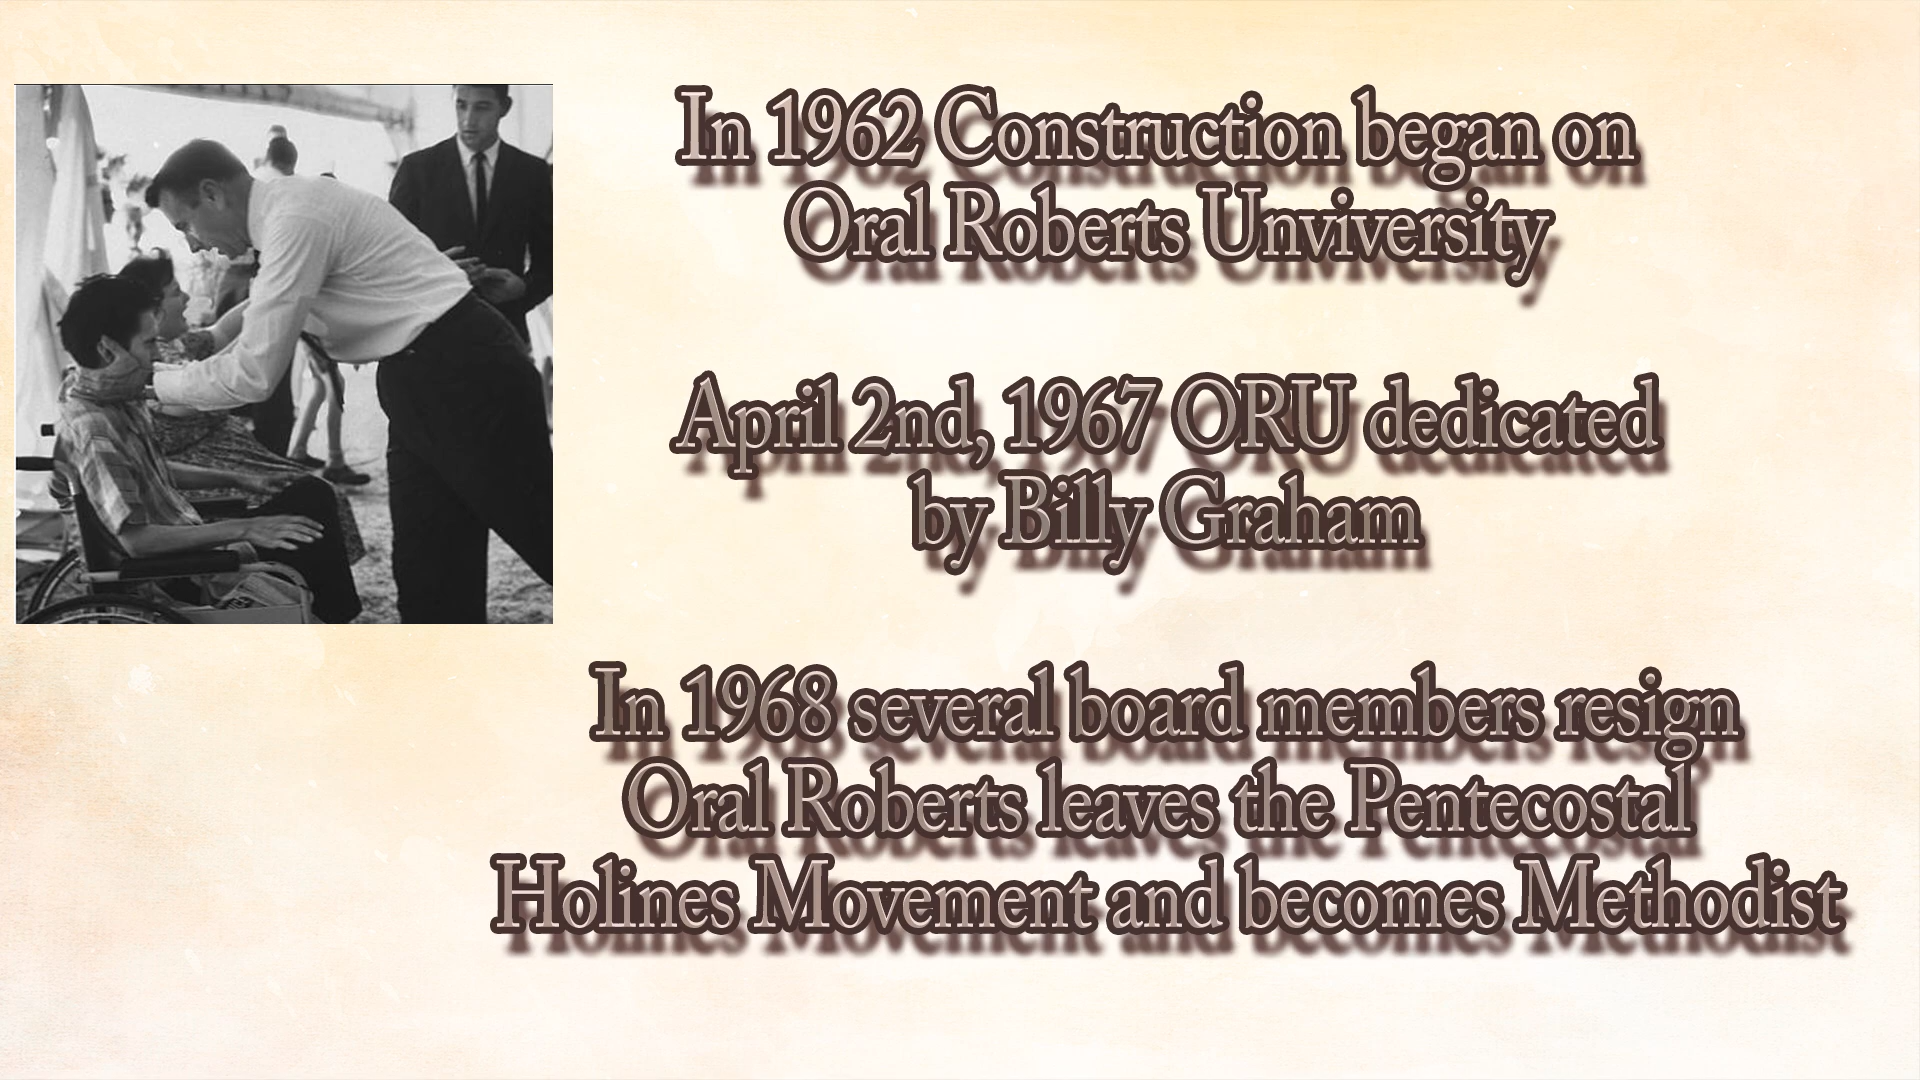 In 1962 Construction began on
Oral Roberts Unviversity
April 2nd, 1967 ORU dedicated
by Billy Graham
In 1968 several board members resign
Oral Roberts leaves the Pentecostal
Holines Movement and becomes Methodist